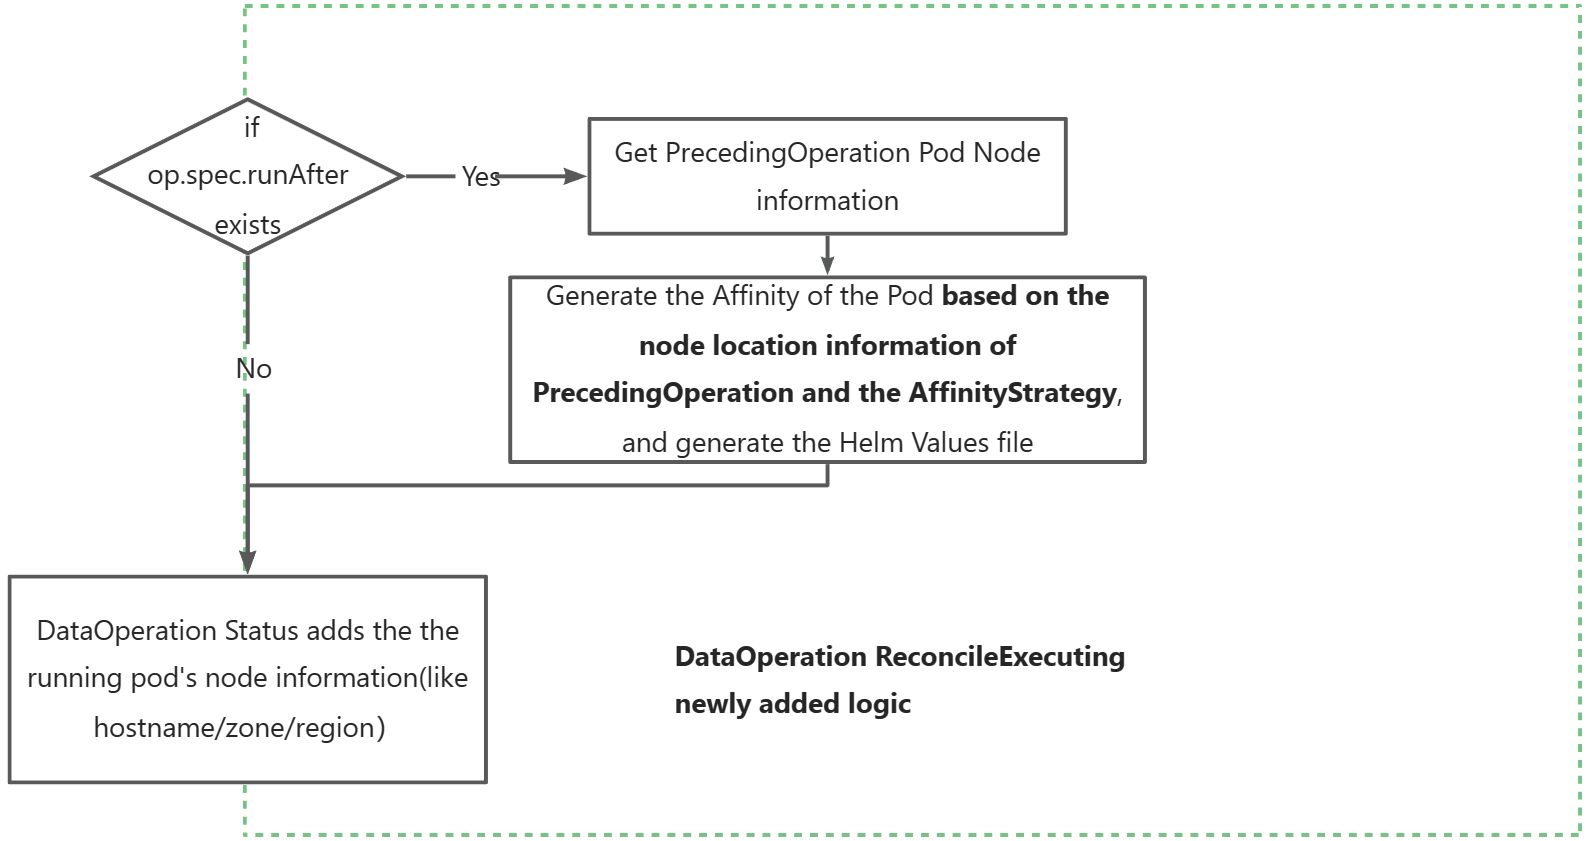 if
op.spec.runAfter
exists
Yes
Get PrecedingOperation Pod Node
information
Generate the Affinity of the Pod based on the
node location information of
PrecedingOperation and the AffinityStrategy,
and generate the Helm Values file
No
DataOperation Status adds the the
running pod's node information(like
hostname/zone/region)
DataOperation ReconcileExecuting
newly added logic